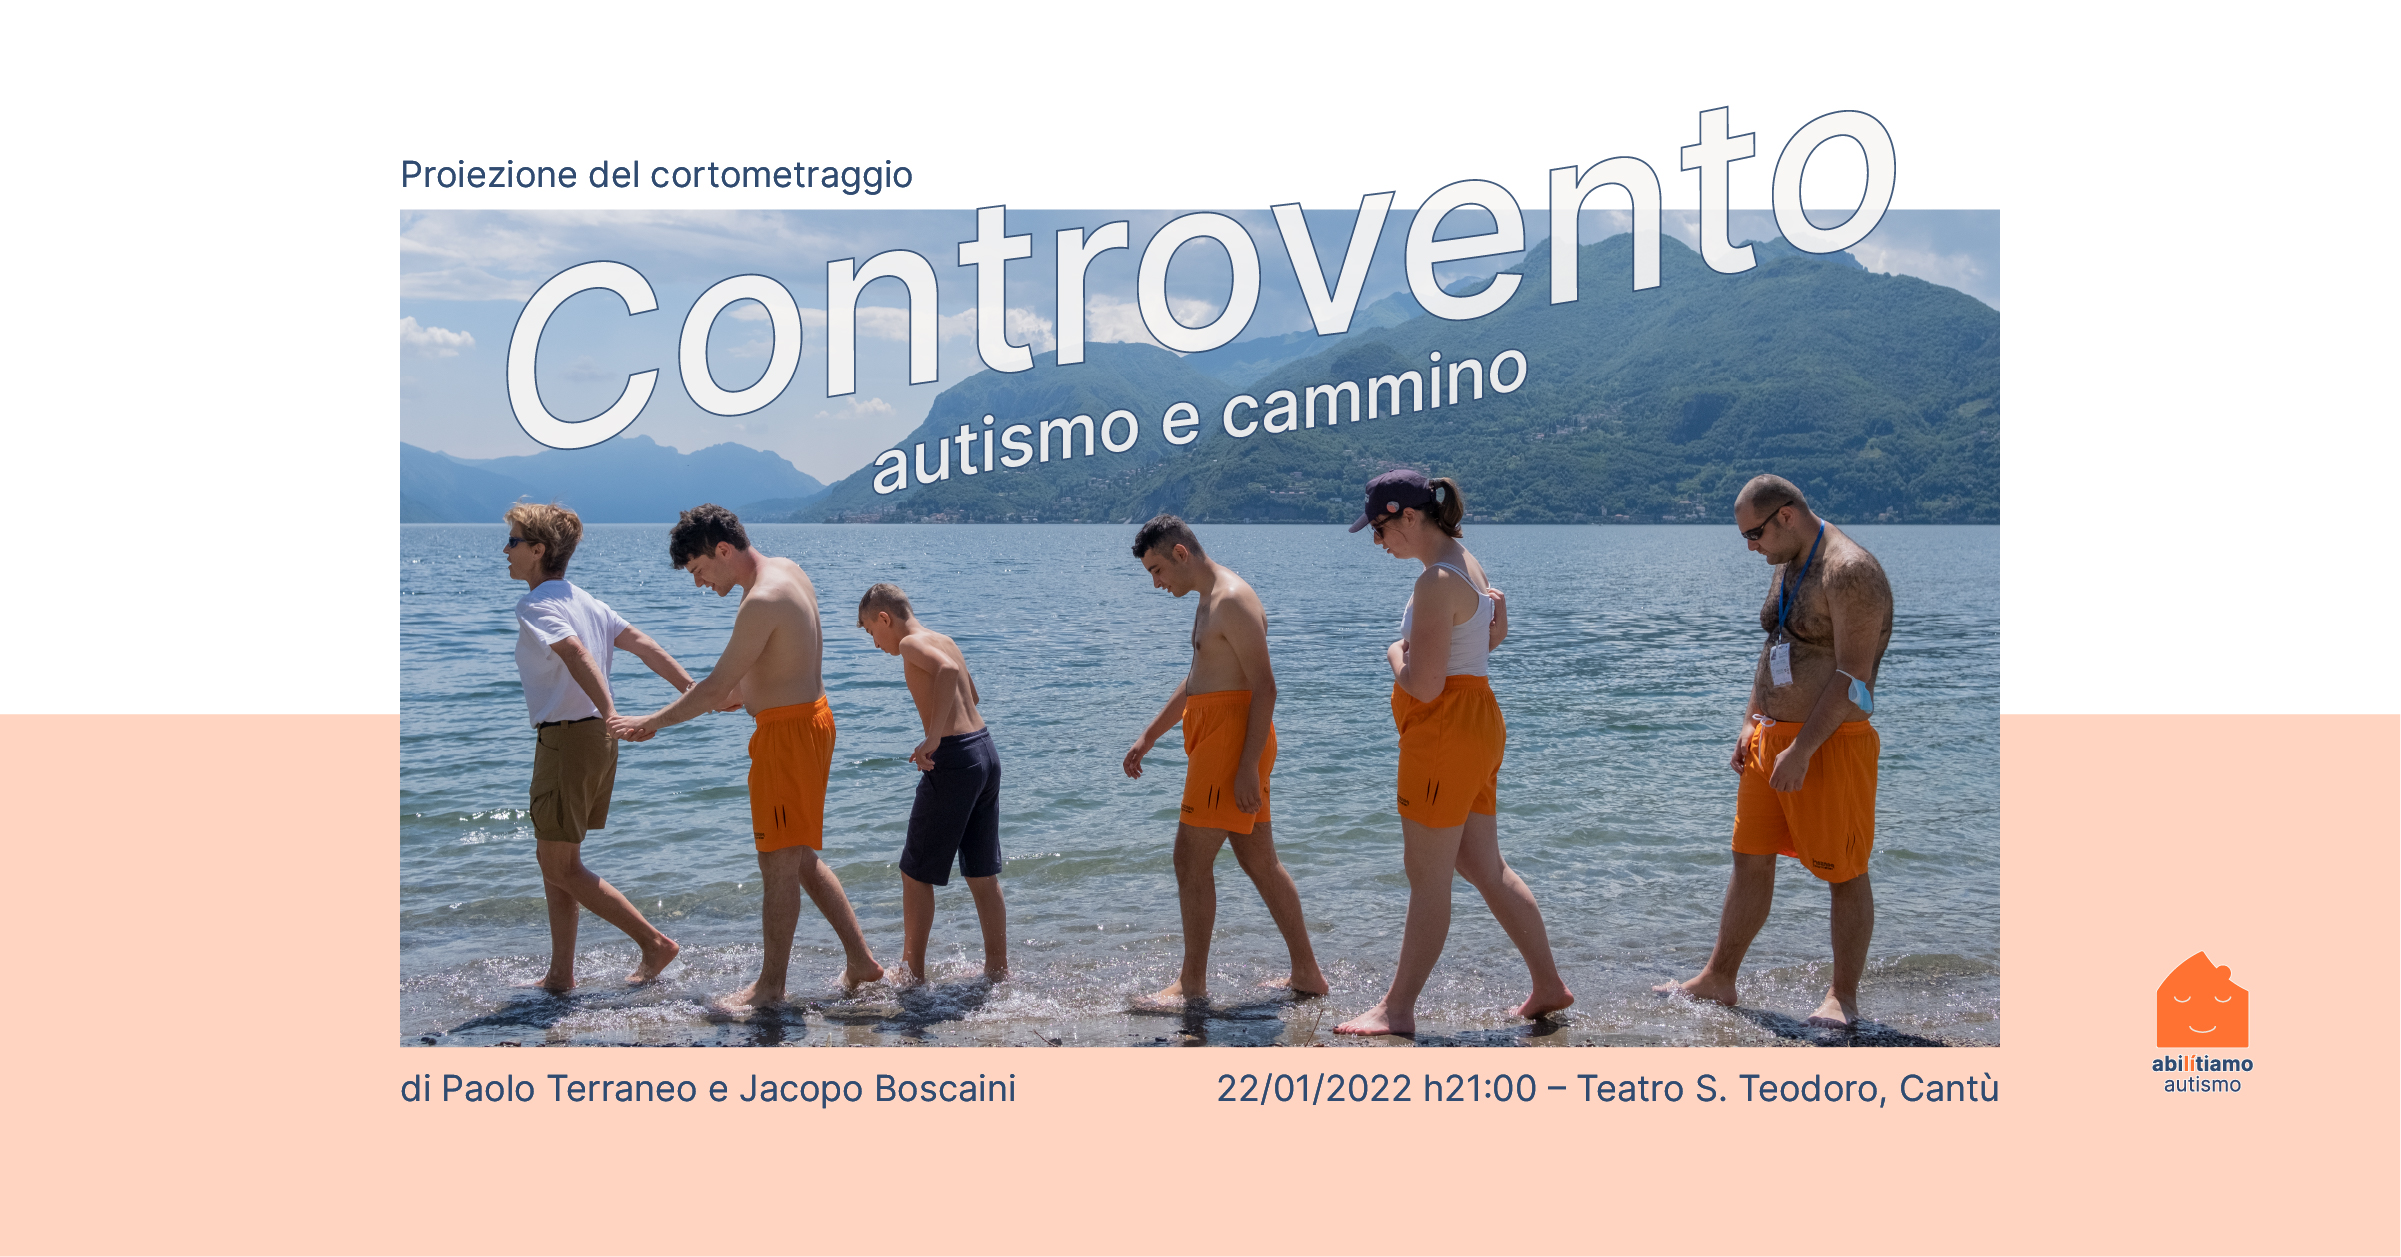 Proiezione del cortometraggio
Controvento
autismo e cammino
di Paolo Terraneo e Jacopo Boscaini
22/01/2022 h21:00 – Teatro S. Teodoro, Cantù
abilítiamo
autismo